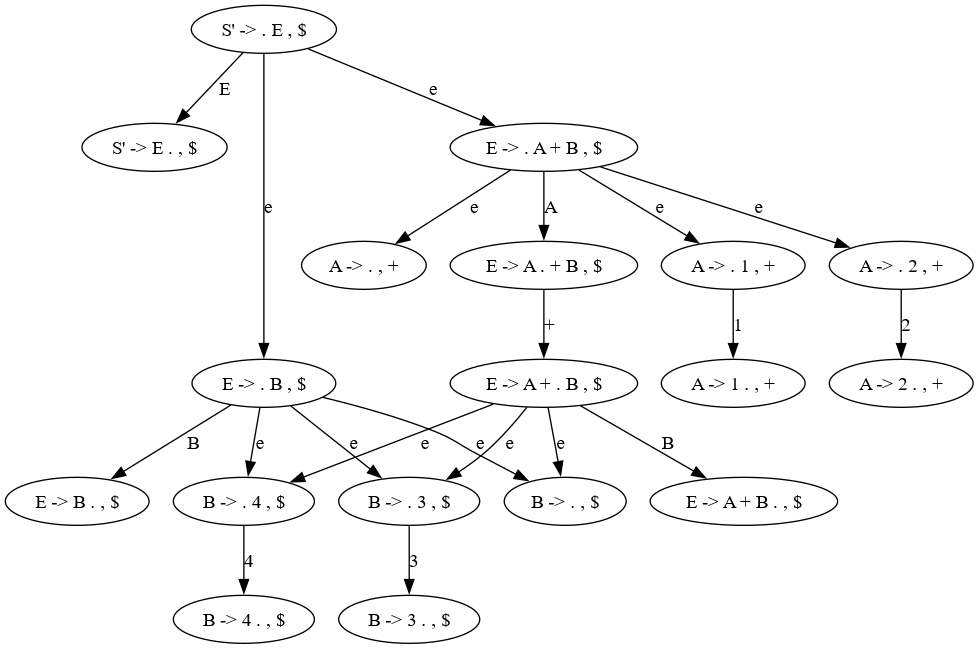 S' -> . E , $
E
e
e
S' -> E . , $
E -> . A + B , $
e
A
e
e
A -> . , +
E -> A . + B , $
A -> . 1 , +
A -> . 2 , +
+
1
2
E -> . B , $
E -> A + . B , $
A -> 1 . , +
A -> 2 . , +
B
e
e
e
e
e
e
B
E -> B . , $
B -> . 4 , $
B -> . 3 , $
B -> . , $
E -> A + B . , $
4
3
B -> 4 . , $
B -> 3 . , $